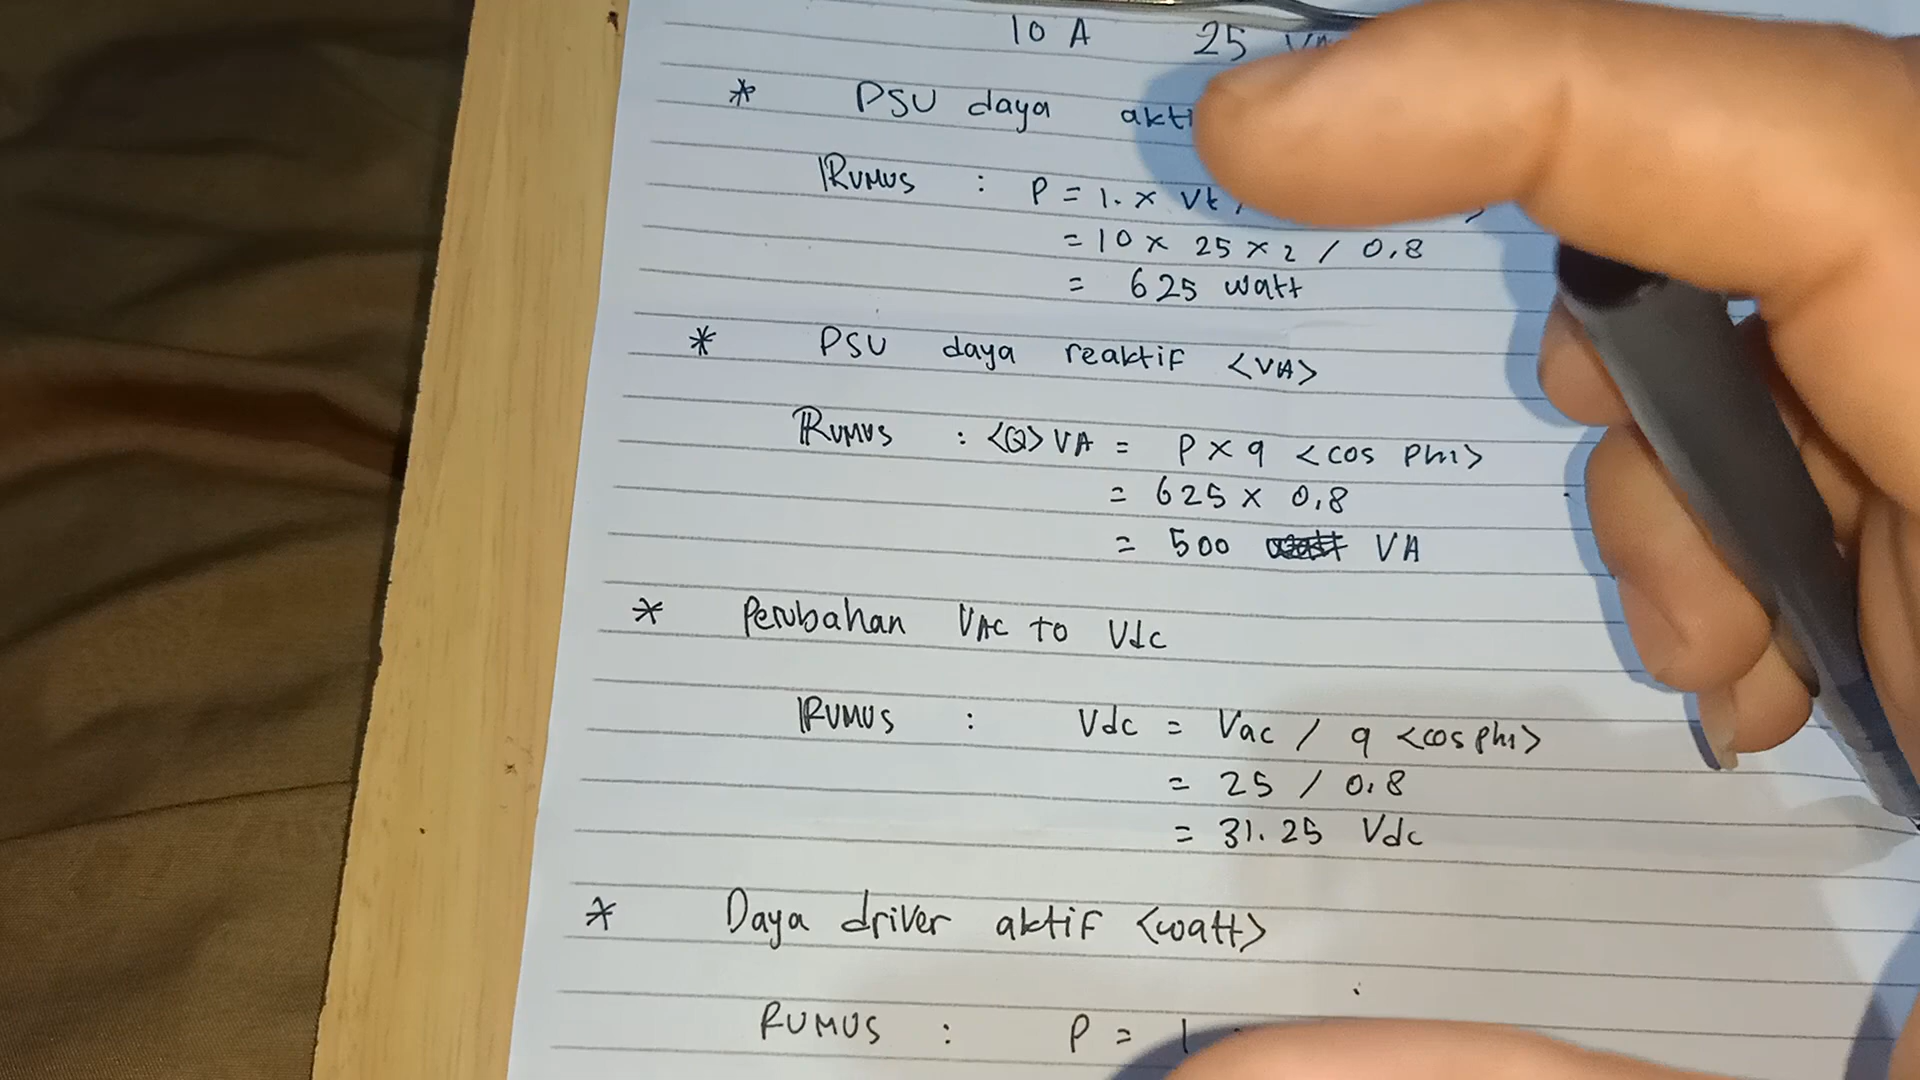 10 A 25
* PSU daya
RUMUS : P = 1. x Vt
= 10 x 25 x 2 / 0,8
= 625 watt
* PSU daya reaktif <VA>
RUMUS : <Q> VA = P x q <cos Phi>
= 625 x 0,8
= 500 VA
* Perubahan VAC to Vdc
RUMUS : Vdc = Vac / q <cos phi>
= 25 / 0,8
= 31.25 Vdc
* Daya driver aktif <watt>
RUMUS : P = 1